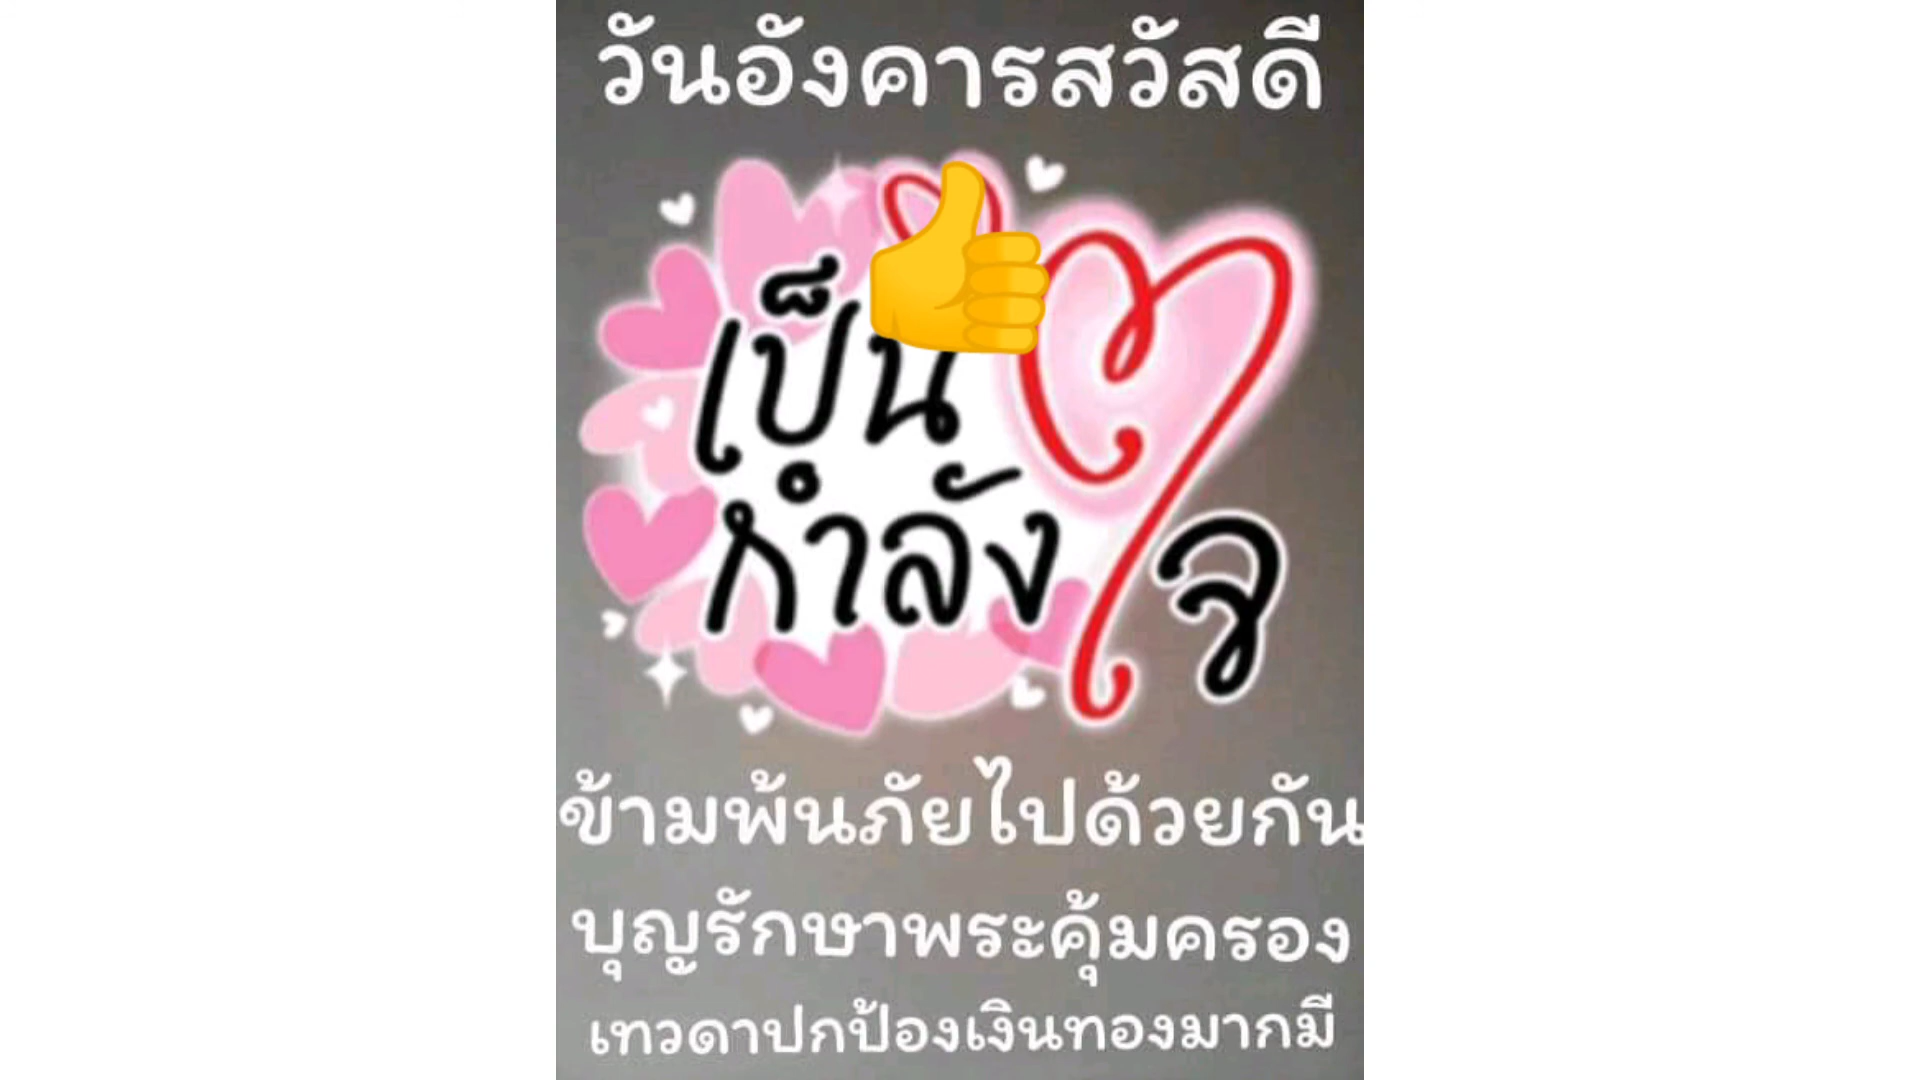 วันอังคารสวัสดี
เป็น
กำลังใจ
ข้ามพ้นภัยไปด้วยกัน
บุญรักษาพระคุ้มครอง
เทวดาปกป้องเงินทองมากมี